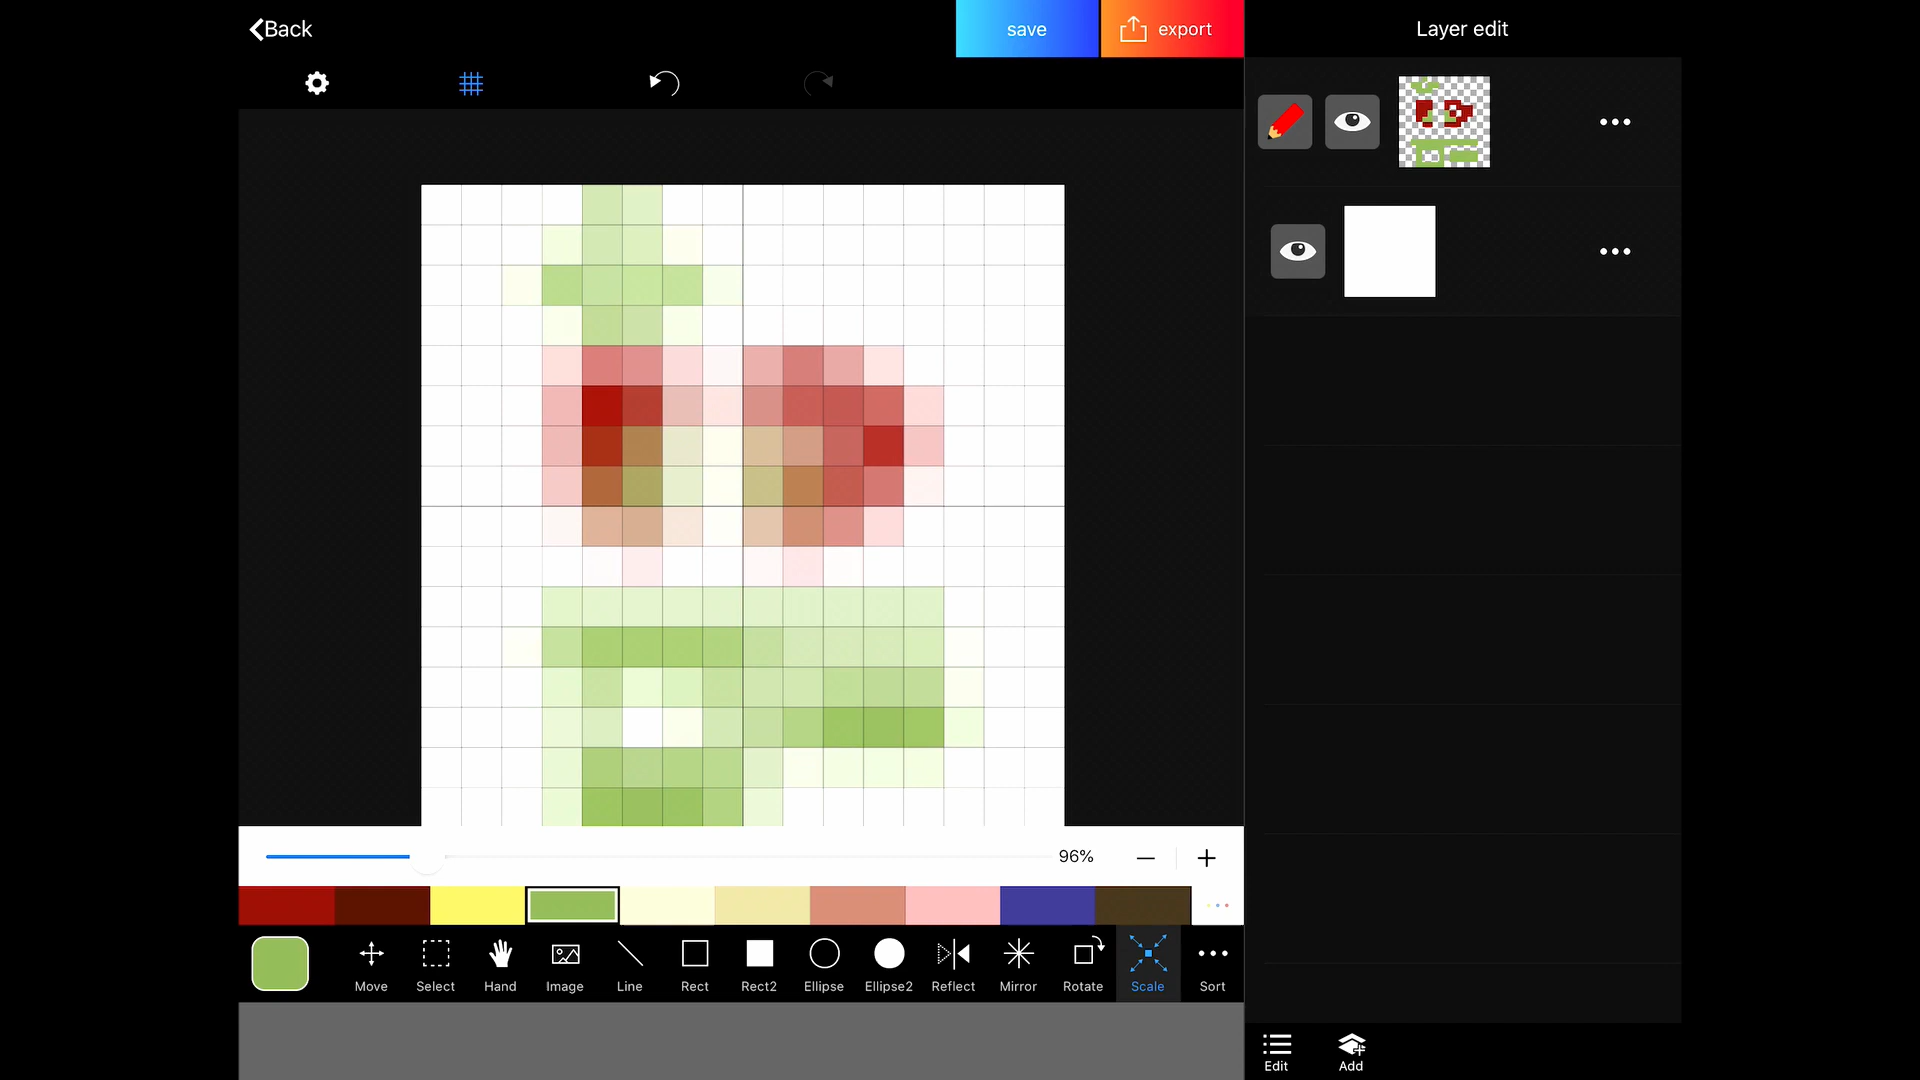 Back
save
export
Layer edit
96%
Move
Select
Hand
Image
Line
Rect
Rect2
Ellipse
Ellipse2
Reflect
Mirror
Rotate
Scale
Sort
Edit
Add